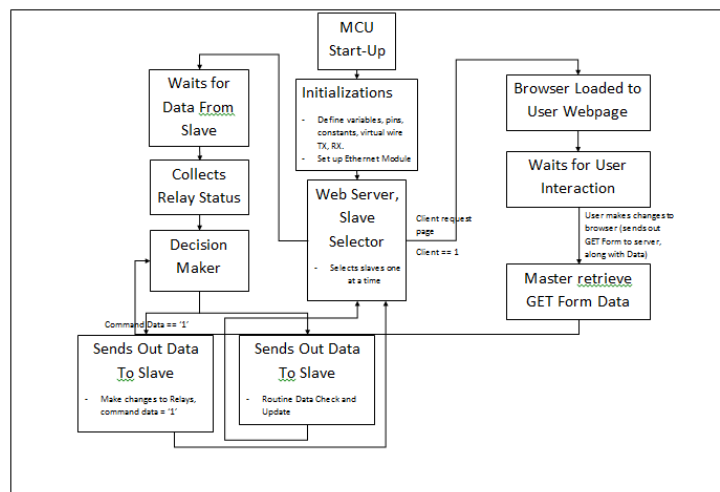 MCU
Start-Up
Initializations
- Define variables, pins,
constants, virtual wire
TX, RX.
- Set up Ethernet Module
Web Server,
Slave
Selector
- Selects slaves one
at a time
Waits for
Data From
Slave
Collects
Relay Status
Decision
Maker
Command Data == '1'
Sends Out Data
To Slave
- Make changes to Relays,
command data = '1'
Sends Out Data
To Slave
- Routine Data Check and
Update
Client request
page
Client == 1
Browser Loaded to
User Webpage
Waits for User
Interaction
User makes changes to
browser (sends out
GET Form to server,
along with Data)
Master retrieve
GET Form Data